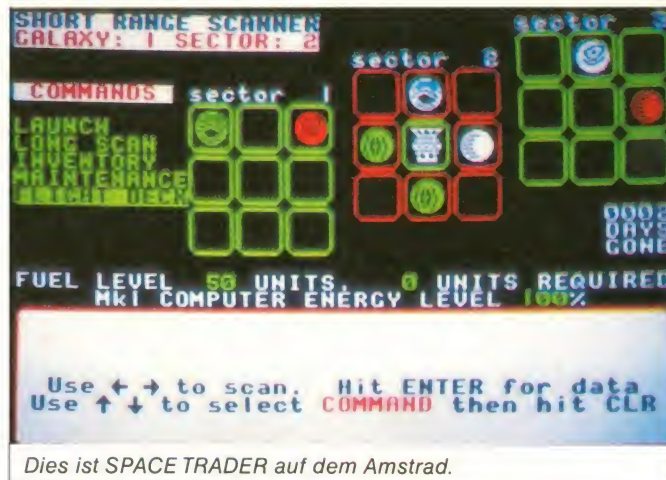 SHORT RANGE SCANNER
GALAXY: 1 SECTOR: 2
COMMANDS
LAUNCH
LONG SCAN
INVENTORY
MAINTENANCE
FLIGHT DECK
sector 1
sector 2
sector 3
0002
DAYS
GONE
FUEL LEVEL 50 UNITS, 0 UNITS REQUIRED
Mk1 COMPUTER ENERGY LEVEL 100%
Use ← → to scan. Hit ENTER for data
Use ↑ ↓ to select COMMAND then hit CLR
Dies ist SPACE TRADER auf dem Amstrad.